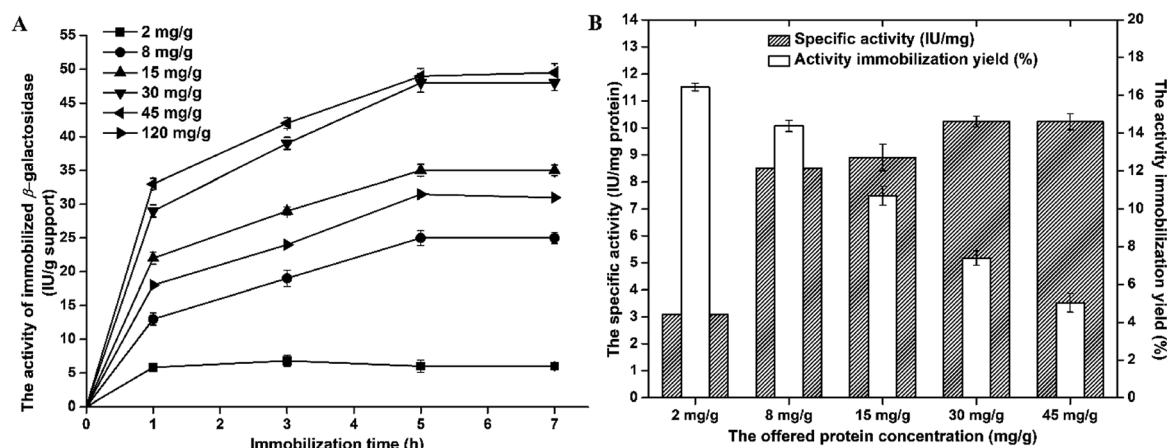 A
2 mg/g
8 mg/g
15 mg/g
30 mg/g
45 mg/g
120 mg/g
The activity of immobilized β–galactosidase
(IU/g support)
55
50
45
40
35
30
25
20
15
10
5
0
0 1 2 3 4 5 6 7
Immobilization time (h)
B
Specific activity (IU/mg)
Activity immobilization yield (%)
The specific activity (IU/mg protein)
14
13
12
11
10
9
8
7
6
5
4
3
2
1
0
20
18
16
14
12
10
8
6
4
2
0
The activity immobilization yield (%)
2 mg/g 8 mg/g 15 mg/g 30 mg/g 45 mg/g
The offered protein concentration (mg/g)